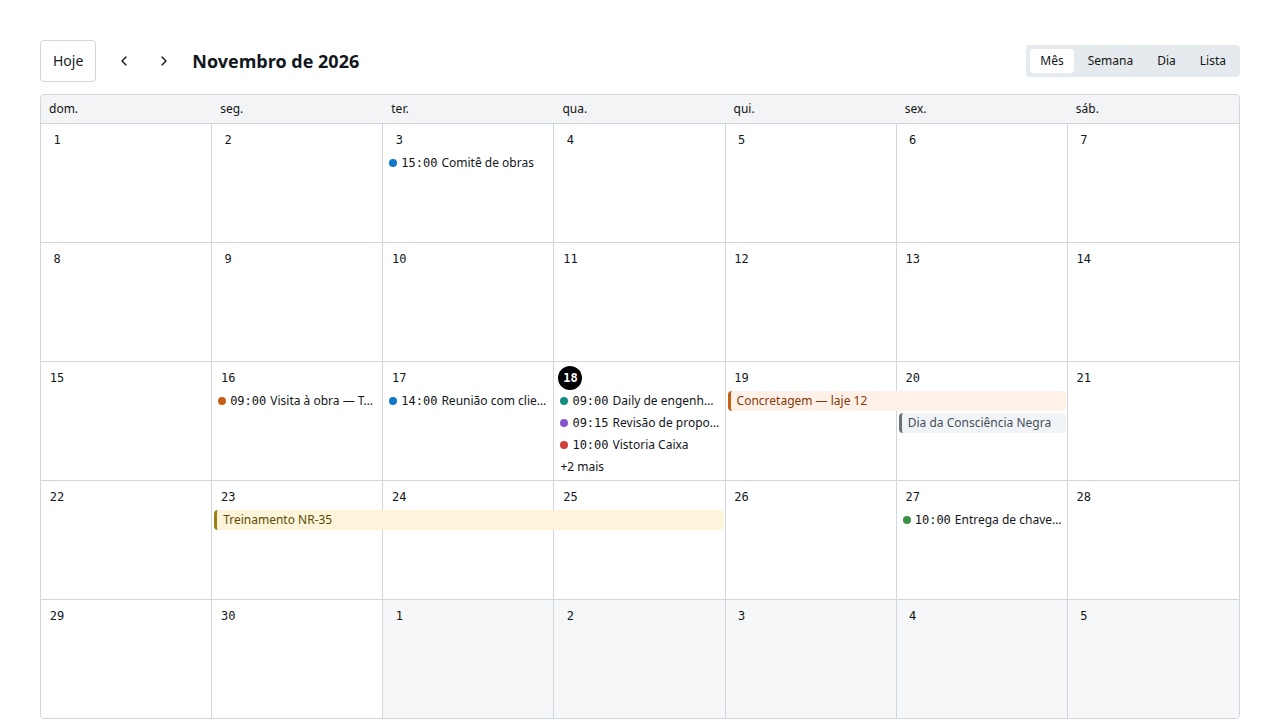 Hoje Novembro de 2026 Mês Semana Dia Lista
dom. seg. ter. qua. qui. sex. sáb.
1 2 3 4 5 6 7
15:00 Comitê de obras
8 9 10 11 12 13 14
15 16 17 18 19 20 21
09:00 Visita à obra — T... 14:00 Reunião com clie... 09:00 Daily de engenh... Concretagem — laje 12
09:15 Revisão de propo... Dia da Consciência Negra
10:00 Vistoria Caixa
+2 mais
22 23 24 25 26 27 28
Treinamento NR-35 10:00 Entrega de chave...
29 30 1 2 3 4 5